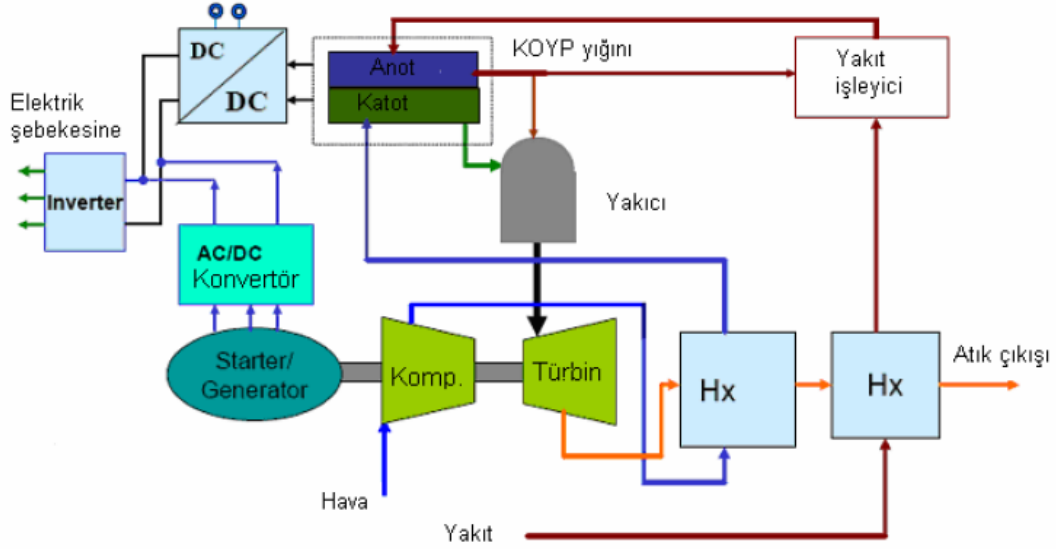 DC
DC
Anot
Katot
KOYP yığını
Yakıt
işleyici
Elektrik
şebekesine
Inverter
Yakıcı
AC/DC
Konvertör
Starter/
Generator
Komp.
Türbin
Hx
Hx
Atık çıkışı
Hava
Yakıt